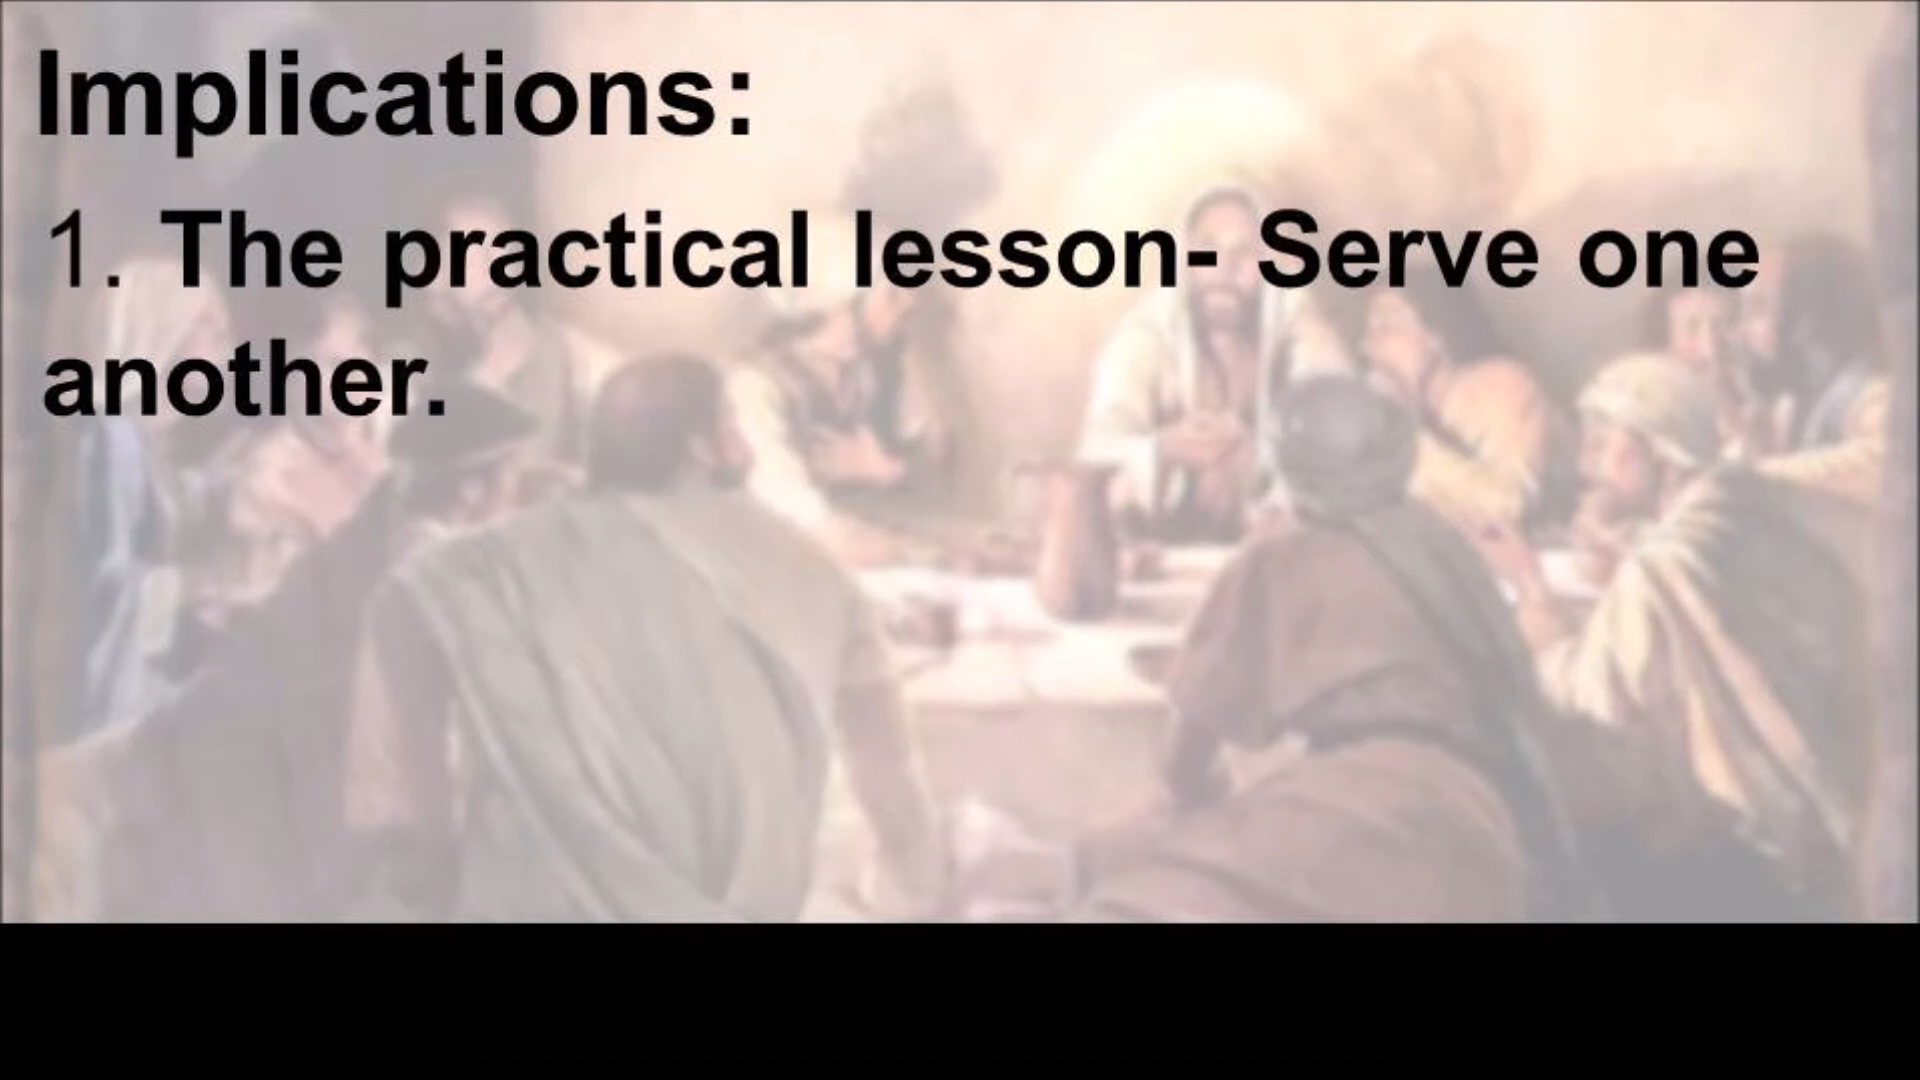 Implications:
1. The practical lesson- Serve one
another.